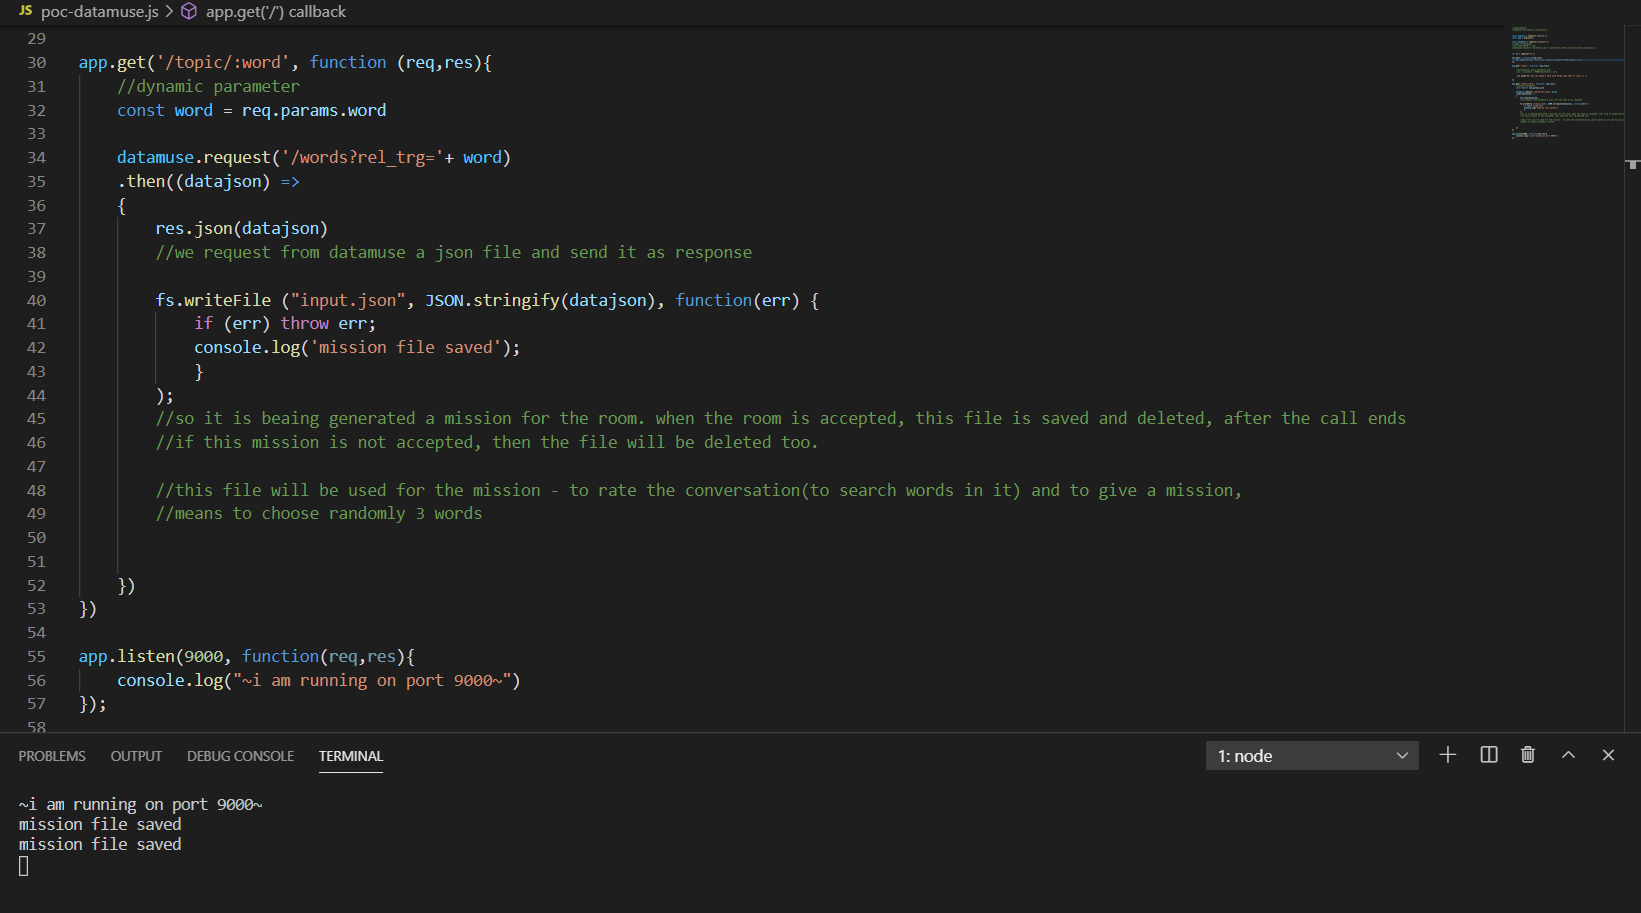 JS poc-datamuse.js > app.get('/') callback
29
30 app.get('/topic/:word', function (req,res){
31 //dynamic parameter
32 const word = req.params.word
33
34 datamuse.request('/words?rel_trg='+ word)
35 .then((datajson) =>
36 {
37 res.json(datajson)
38 //we request from datamuse a json file and send it as response
39
40 fs.writeFile ("input.json", JSON.stringify(datajson), function(err) {
41 if (err) throw err;
42 console.log('mission file saved');
43 }
44 );
45 //so it is beaing generated a mission for the room. when the room is accepted, this file is saved and deleted, after the call ends
46 //if this mission is not accepted, then the file will be deleted too.
47
48 //this file will be used for the mission - to rate the conversation(to search words in it) and to give a mission,
49 //means to choose randomly 3 words
50
51
52 })
53 })
54
55 app.listen(9000, function(req,res){
56 console.log("~i am running on port 9000~")
57 });
58
PROBLEMS OUTPUT DEBUG CONSOLE TERMINAL 1: node
~i am running on port 9000~
mission file saved
mission file saved